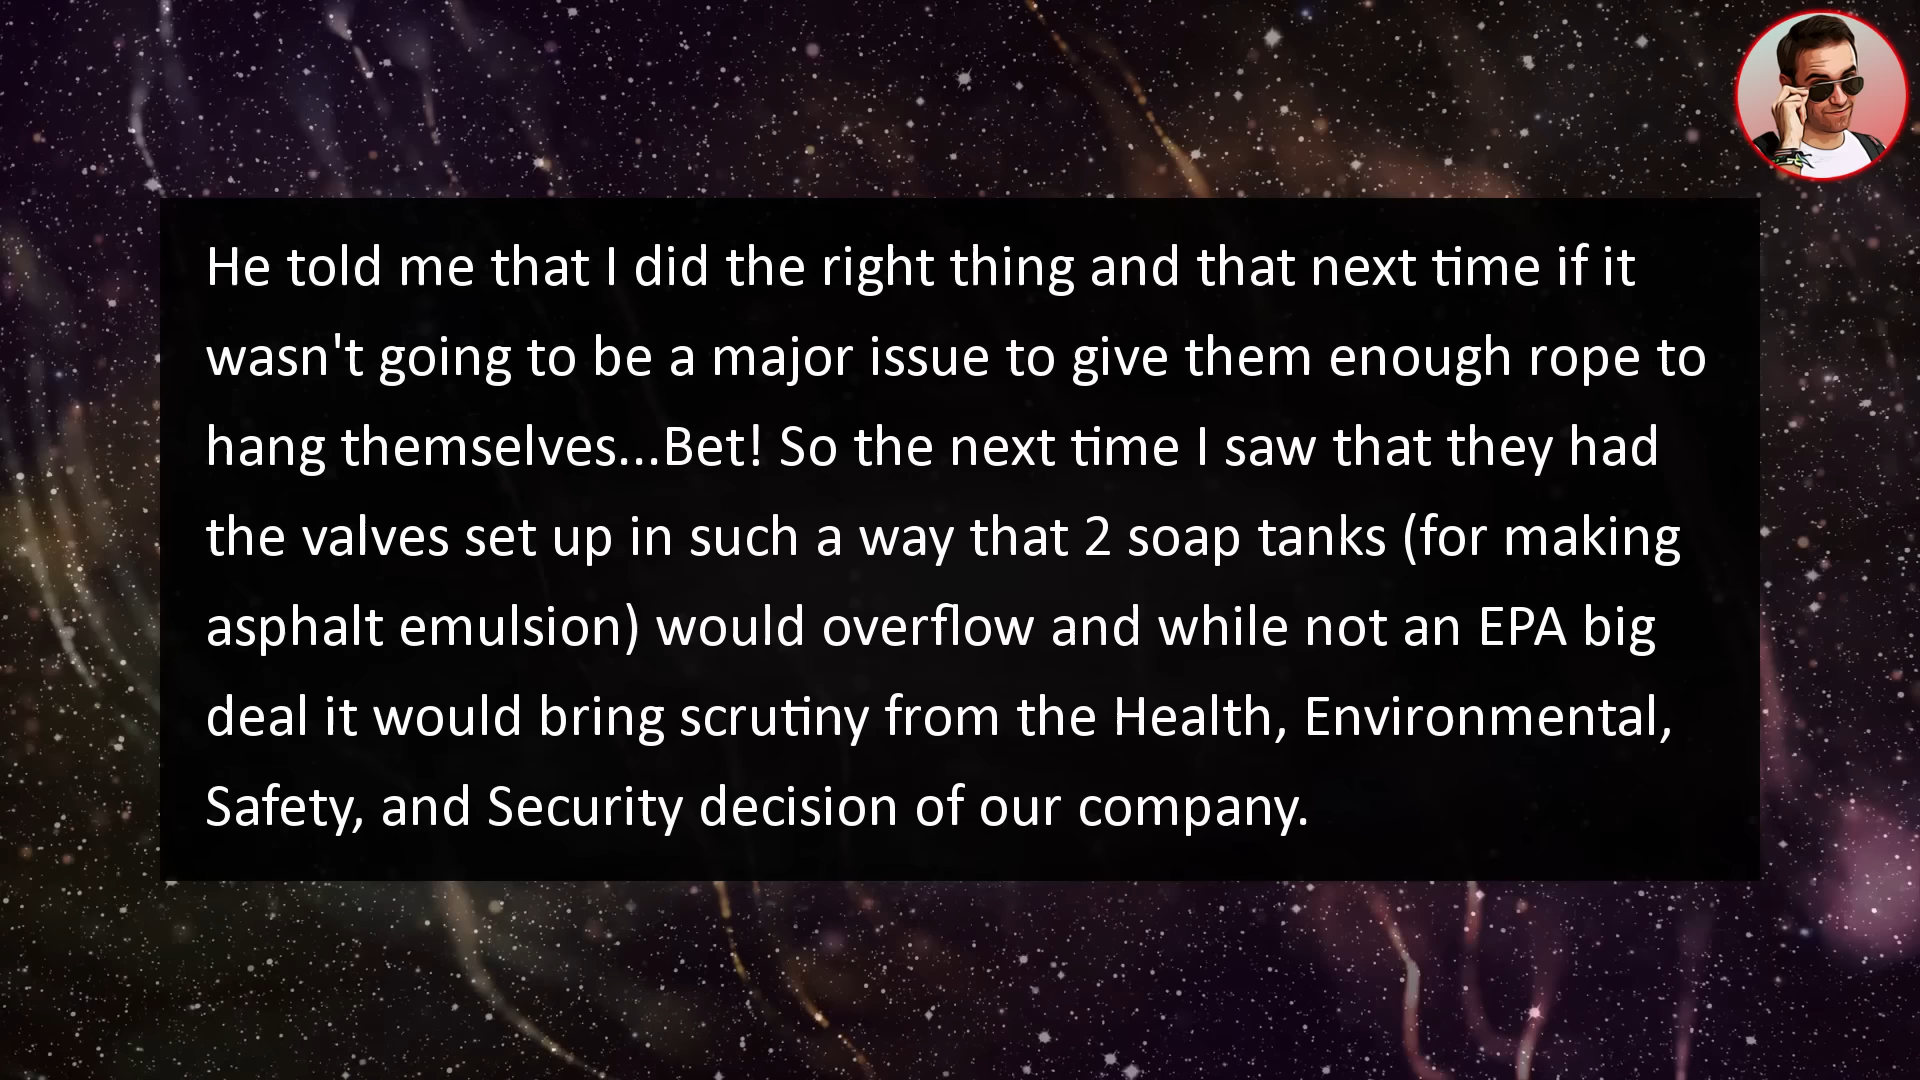 He told me that I did the right thing and that next time if it
wasn't going to be a major issue to give them enough rope to
hang themselves...Bet! So the next time I saw that they had
the valves set up in such a way that 2 soap tanks (for making
asphalt emulsion) would overflow and while not an EPA big
deal it would bring scrutiny from the Health, Environmental,
Safety, and Security decision of our company.